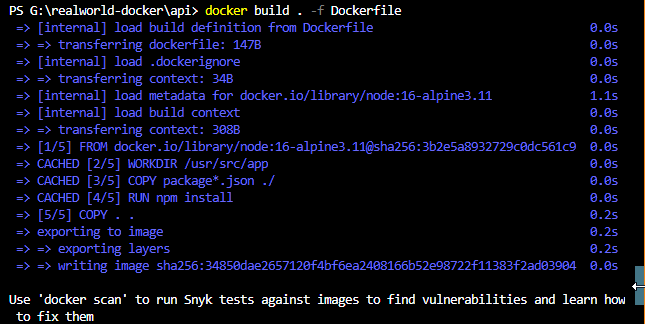 PS G:\realworld-docker\api> docker build . -f Dockerfile
=> [internal] load build definition from Dockerfile 0.0s
=> => transferring dockerfile: 147B 0.0s
=> [internal] load .dockerignore 0.0s
=> => transferring context: 34B 0.0s
=> [internal] load metadata for docker.io/library/node:16-alpine3.11 1.1s
=> [internal] load build context 0.0s
=> => transferring context: 308B 0.0s
=> [1/5] FROM docker.io/library/node:16-alpine3.11@sha256:3b2e5a8932729c0dc561c9 0.0s
=> CACHED [2/5] WORKDIR /usr/src/app 0.0s
=> CACHED [3/5] COPY package*.json ./ 0.0s
=> CACHED [4/5] RUN npm install 0.0s
=> [5/5] COPY . . 0.2s
=> exporting to image 0.2s
=> => exporting layers 0.2s
=> => writing image sha256:34850dae2657120f4bf6ea2408166b52e98722f11383f2ad03904 0.0s
Use 'docker scan' to run Snyk tests against images to find vulnerabilities and learn how
to fix them